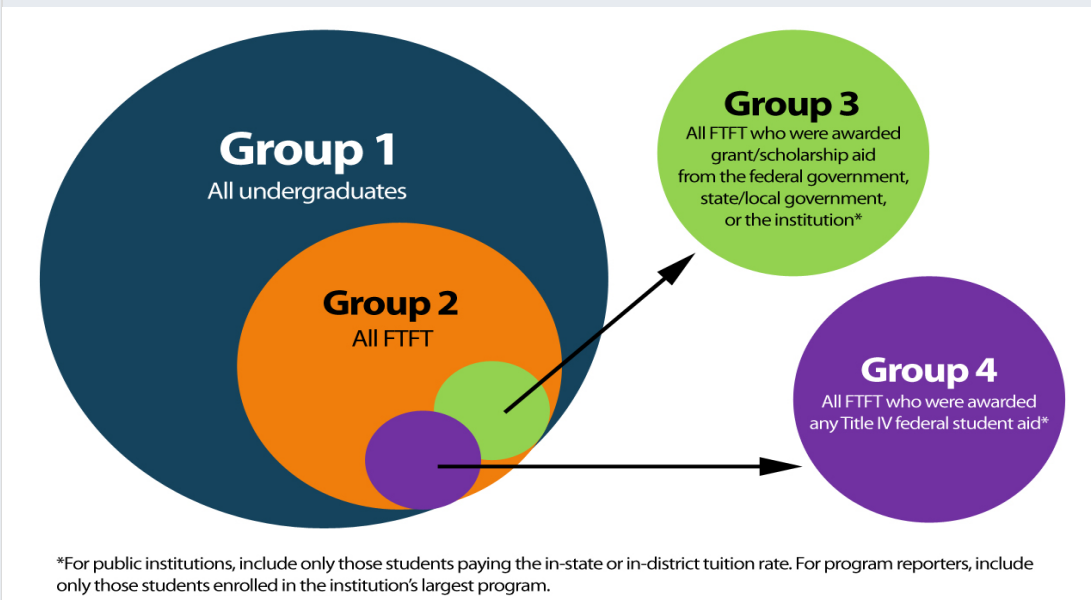 Group 1
All undergraduates
Group 2
All FTFT
Group 3
All FTFT who were awarded
grant/scholarship aid
from the federal government,
state/local government,
or the institution*
Group 4
All FTFT who were awarded
any Title IV federal student aid*
*For public institutions, include only those students paying the in-state or in-district tuition rate. For program reporters, include
only those students enrolled in the institution's largest program.